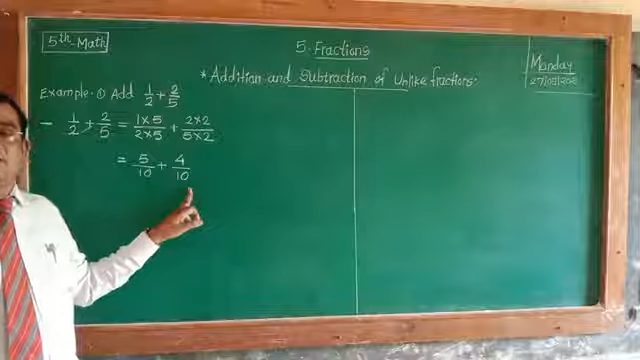 5th-Math
5. Fractions
Monday
*Addition and Subtraction of Unlike fractions:
Example. ① Add 1/2 + 2/5
- 1/2 + 2/5 = 1×5/2×5 + 2×2/5×2
= 5/10 + 4/10